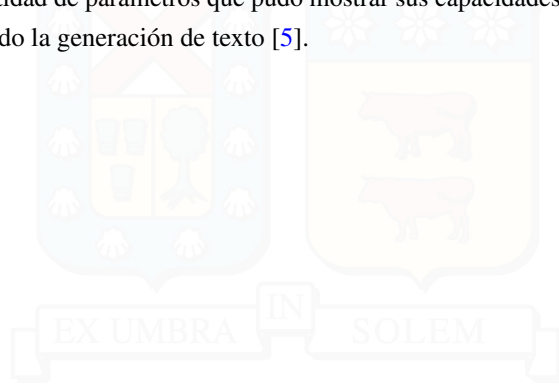 idad de parámetros que pudo mostrar sus capacidades
do la generación de texto [5].
IN
EX UMBRA SOLEM